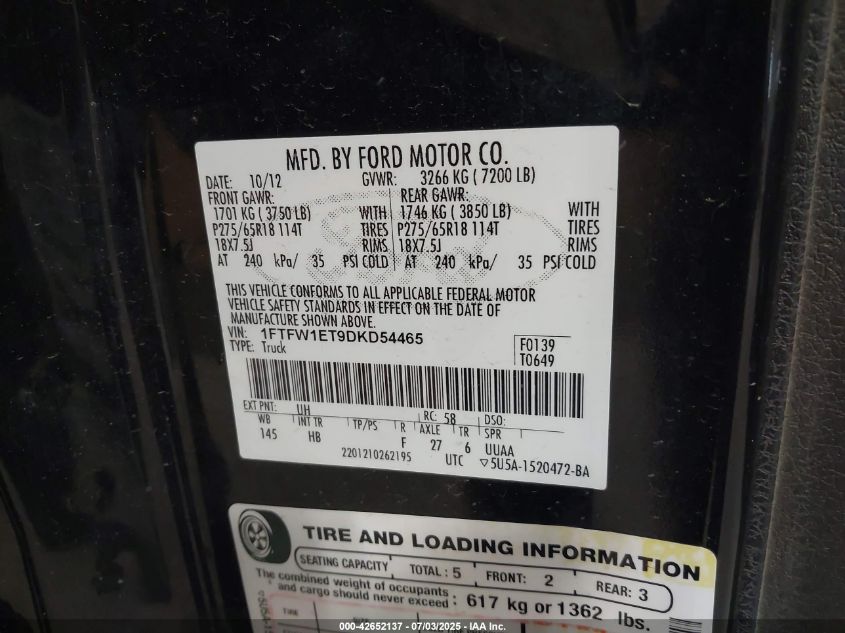 MFD. BY FORD MOTOR CO.
DATE: 10/12 GVWR: 3266 KG ( 7200 LB)
FRONT GAWR: REAR GAWR:
1701 KG ( 3750 LB) WITH 1746 KG ( 3850 LB) WITH
P275/65R18 114T TIRES P275/65R18 114T TIRES
18X7.5J RIMS 18X7.5J RIMS
AT 240 kPa/ 35 PSI COLD AT 240 kPa/ 35 PSI COLD
THIS VEHICLE CONFORMS TO ALL APPLICABLE FEDERAL MOTOR
VEHICLE SAFETY STANDARDS IN EFFECT ON THE DATE OF
MANUFACTURE SHOWN ABOVE.
VIN: 1FTFW1ET9DKD54465 F0139
TYPE: Truck T0649
EXT PNT: UH RC: 58 DSO:
WB INT TR TP/PS R AXLE TR SPR
145 HB F 27 6 UUAA
2201210262195 UTC ▽5U5A-1520472-BA
TIRE AND LOADING INFORMATION
SEATING CAPACITY TOTAL : 5 FRONT: 2 REAR: 3
The combined weight of occupants
and cargo should never exceed : 617 kg or 1362 lbs.
TIRE
000-42652137 - 07/03/2025 - IAA, Inc.